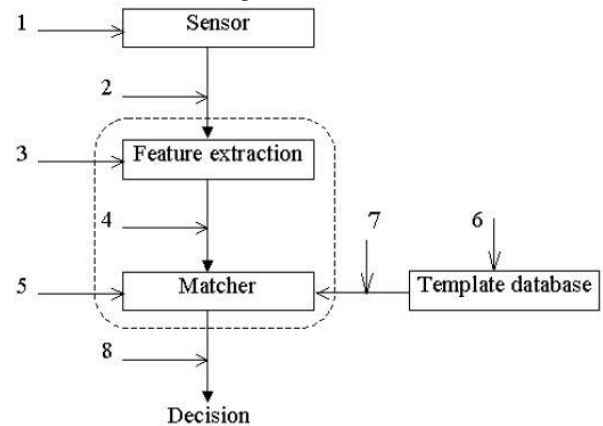 1
Sensor
2
3
Feature extraction
4
7
6
5
Matcher
Template database
8
Decision